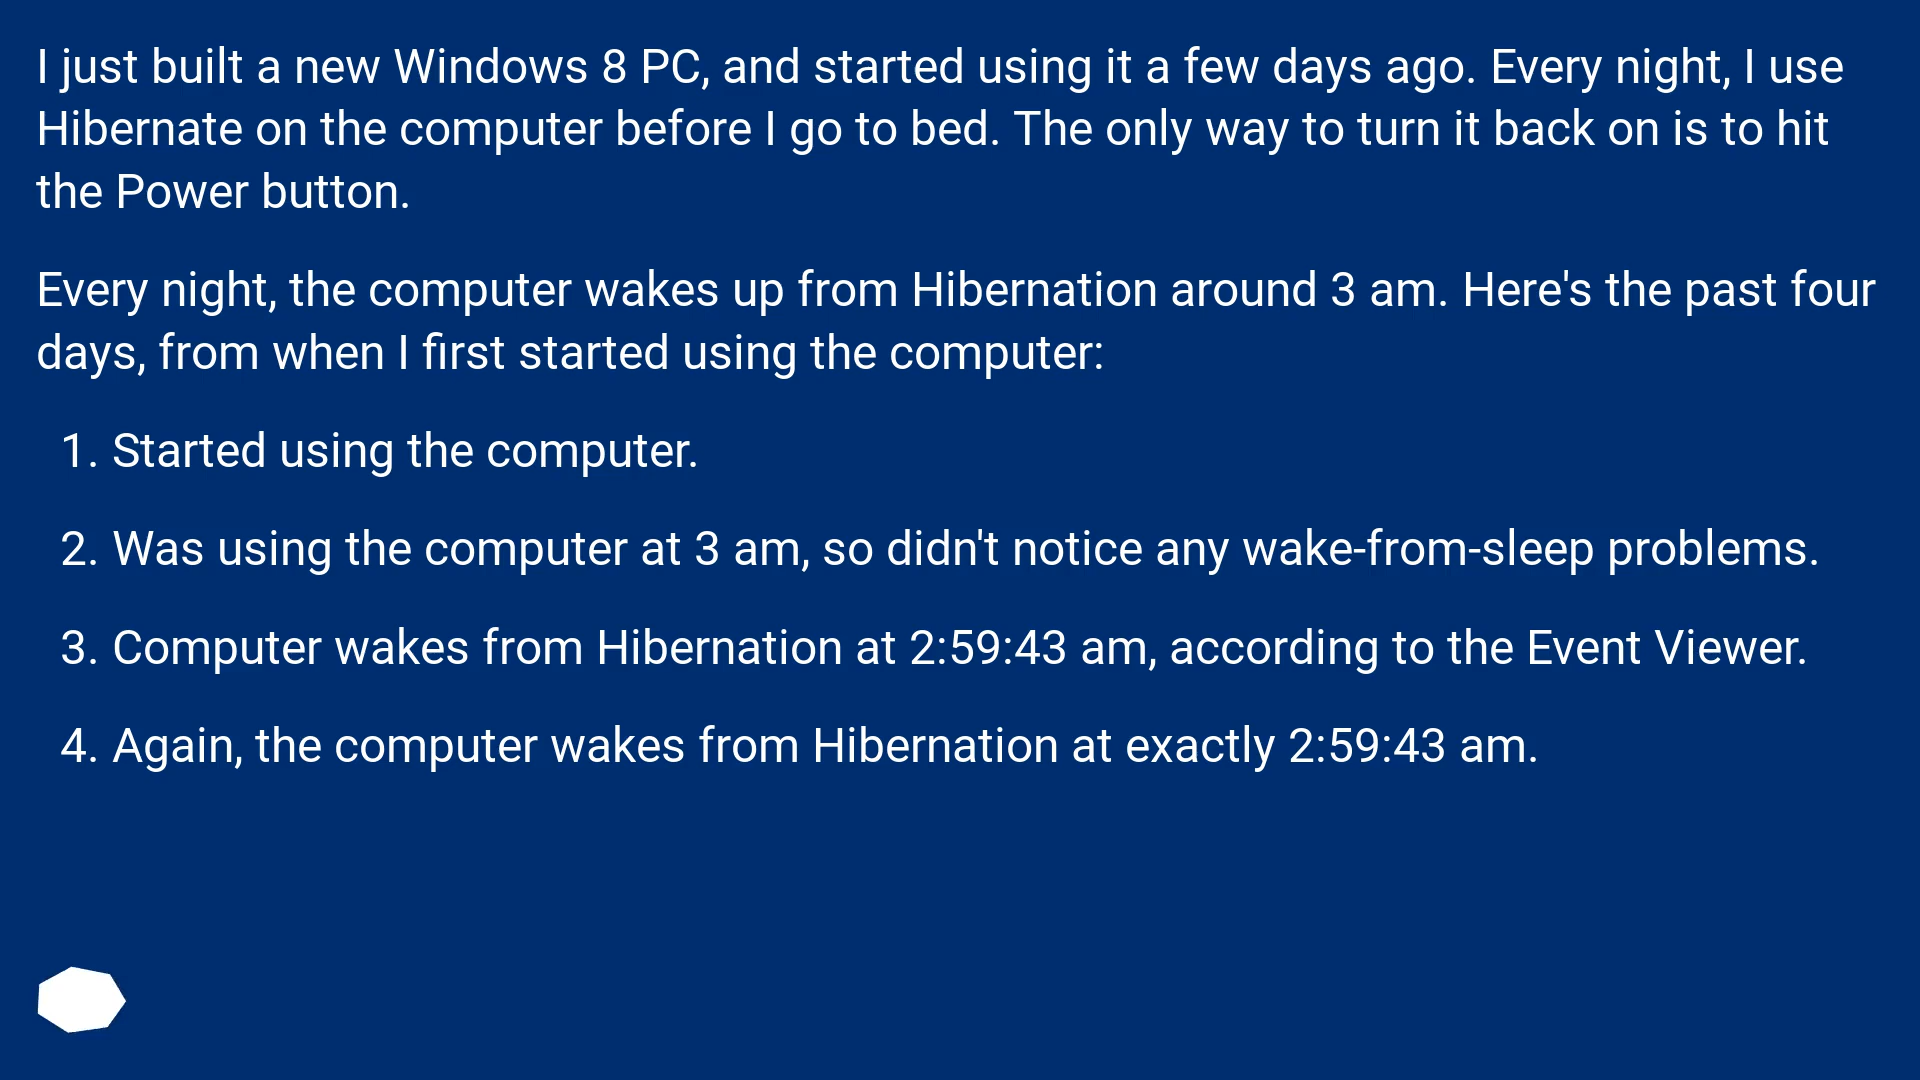 I just built a new Windows 8 PC, and started using it a few days ago. Every night, I use
Hibernate on the computer before I go to bed. The only way to turn it back on is to hit
the Power button.
Every night, the computer wakes up from Hibernation around 3 am. Here's the past four
days, from when I first started using the computer:
1. Started using the computer.
2. Was using the computer at 3 am, so didn't notice any wake-from-sleep problems.
3. Computer wakes from Hibernation at 2:59:43 am, according to the Event Viewer.
4. Again, the computer wakes from Hibernation at exactly 2:59:43 am.